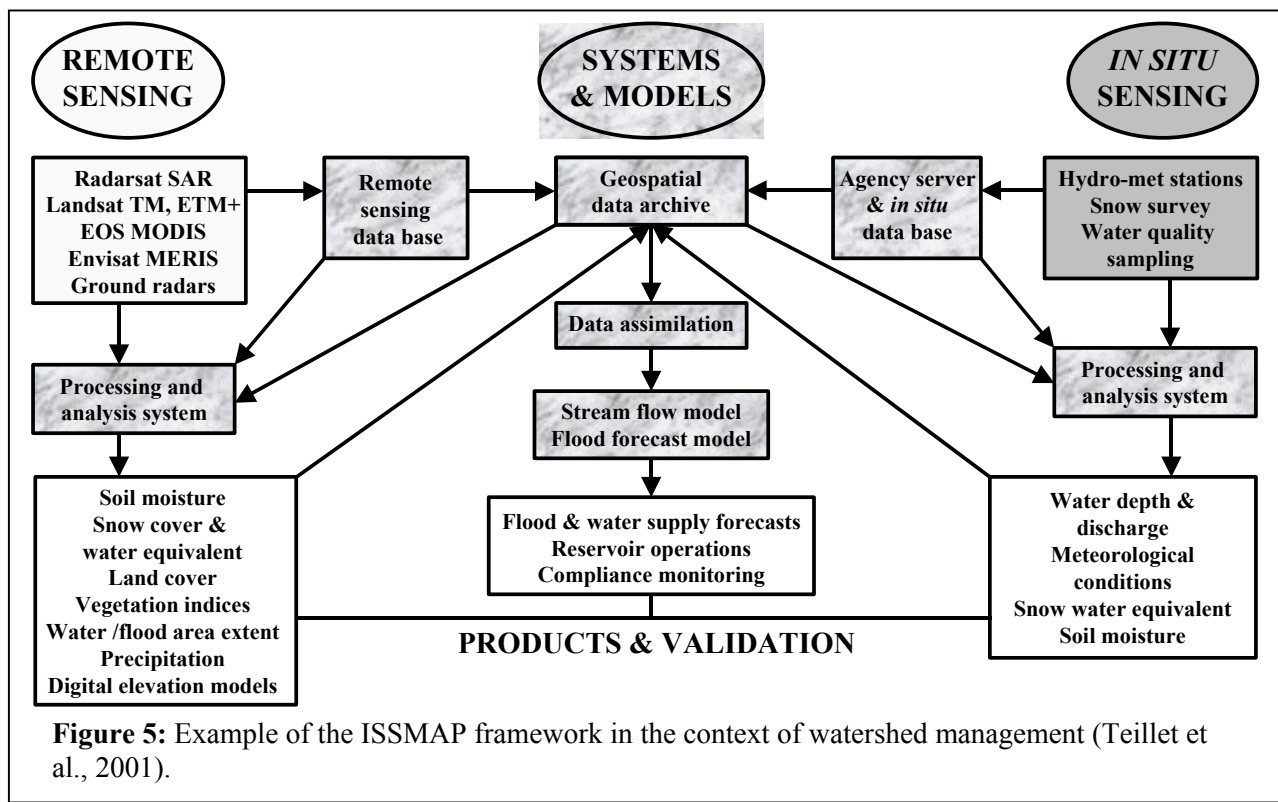 REMOTE
SENSING
SYSTEMS
& MODELS
IN SITU
SENSING
Radarsat SAR
Landsat TM, ETM+
EOS MODIS
Envisat MERIS
Ground radars
Remote
sensing
data base
Geospatial
data archive
Agency server
& in situ
data base
Hydro-met stations
Snow survey
Water quality
sampling
Data assimilation
Processing and
analysis system
Stream flow model
Flood forecast model
Processing and
analysis system
Soil moisture
Snow cover &
water equivalent
Land cover
Vegetation indices
Water /flood area extent
Precipitation
Digital elevation models
Flood & water supply forecasts
Reservoir operations
Compliance monitoring
Water depth &
discharge
Meteorological
conditions
Snow water equivalent
Soil moisture
PRODUCTS & VALIDATION
Figure 5: Example of the ISSMAP framework in the context of watershed management (Teillet et
al., 2001).